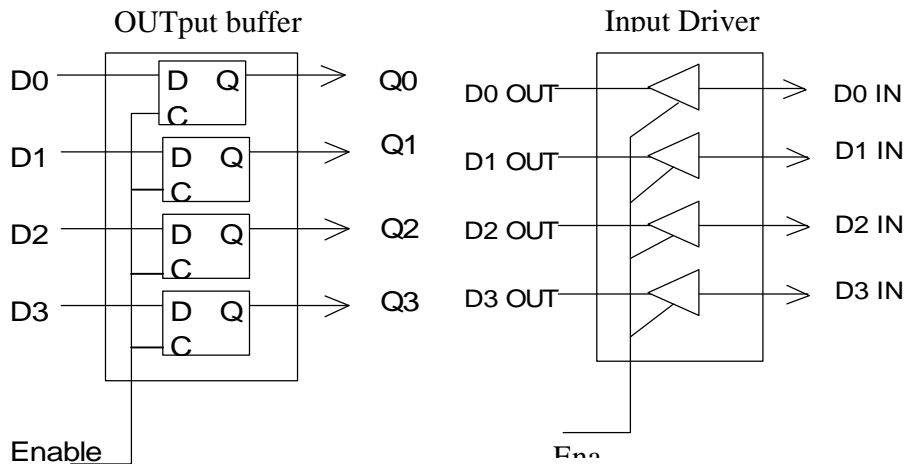 OUTput buffer
D0 D Q Q0
C
D1 D Q Q1
C
D2 D Q Q2
C
D3 D Q Q3
C
Enable
Input Driver
D0 OUT D0 IN
D1 OUT D1 IN
D2 OUT D2 IN
D3 OUT D3 IN
Ena